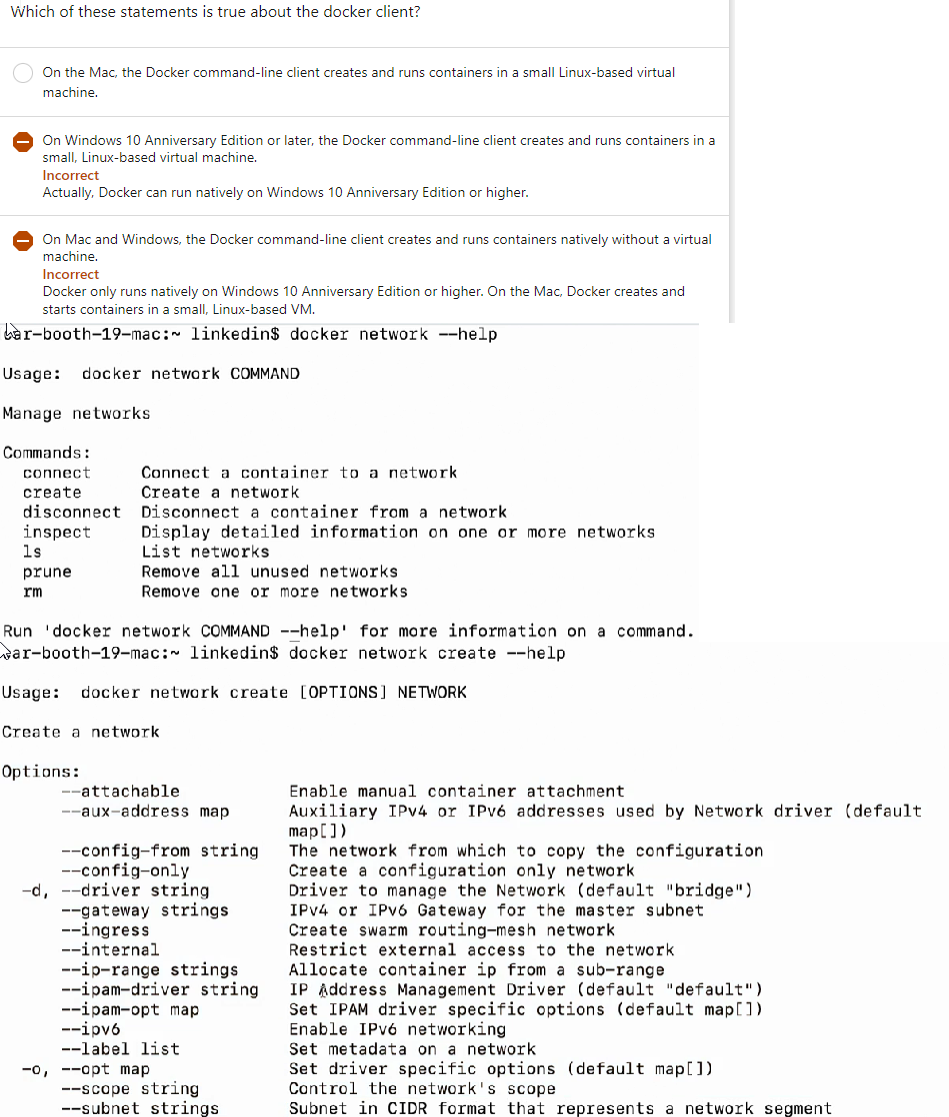 Which of these statements is true about the docker client?
On the Mac, the Docker command-line client creates and runs containers in a small Linux-based virtual
machine.
On Windows 10 Anniversary Edition or later, the Docker command-line client creates and runs containers in a
small, Linux-based virtual machine.
Incorrect
Actually, Docker can run natively on Windows 10 Anniversary Edition or higher.
On Mac and Windows, the Docker command-line client creates and runs containers natively without a virtual
machine.
Incorrect
Docker only runs natively on Windows 10 Anniversary Edition or higher. On the Mac, Docker creates and
starts containers in a small, Linux-based VM.
ar-booth-19-mac:~ linkedin$ docker network --help
Usage:  docker network COMMAND
Manage networks
Commands:
connect     Connect a container to a network
create      Create a network
disconnect  Disconnect a container from a network
inspect     Display detailed information on one or more networks
ls          List networks
prune       Remove all unused networks
rm          Remove one or more networks
Run 'docker network COMMAND --help' for more information on a command.
ar-booth-19-mac:~ linkedin$ docker network create --help
Usage:  docker network create [OPTIONS] NETWORK
Create a network
Options:
--attachable           Enable manual container attachment
--aux-address map      Auxiliary IPv4 or IPv6 addresses used by Network driver (default
map[])
--config-from string   The network from which to copy the configuration
--config-only          Create a configuration only network
-d, --driver string        Driver to manage the Network (default "bridge")
--gateway strings      IPv4 or IPv6 Gateway for the master subnet
--ingress              Create swarm routing-mesh network
--internal             Restrict external access to the network
--ip-range strings     Allocate container ip from a sub-range
--ipam-driver string   IP Address Management Driver (default "default")
--ipam-opt map         Set IPAM driver specific options (default map[])
--ipv6                 Enable IPv6 networking
--label list           Set metadata on a network
-o, --opt map              Set driver specific options (default map[])
--scope string         Control the network's scope
--subnet strings       Subnet in CIDR format that represents a network segment